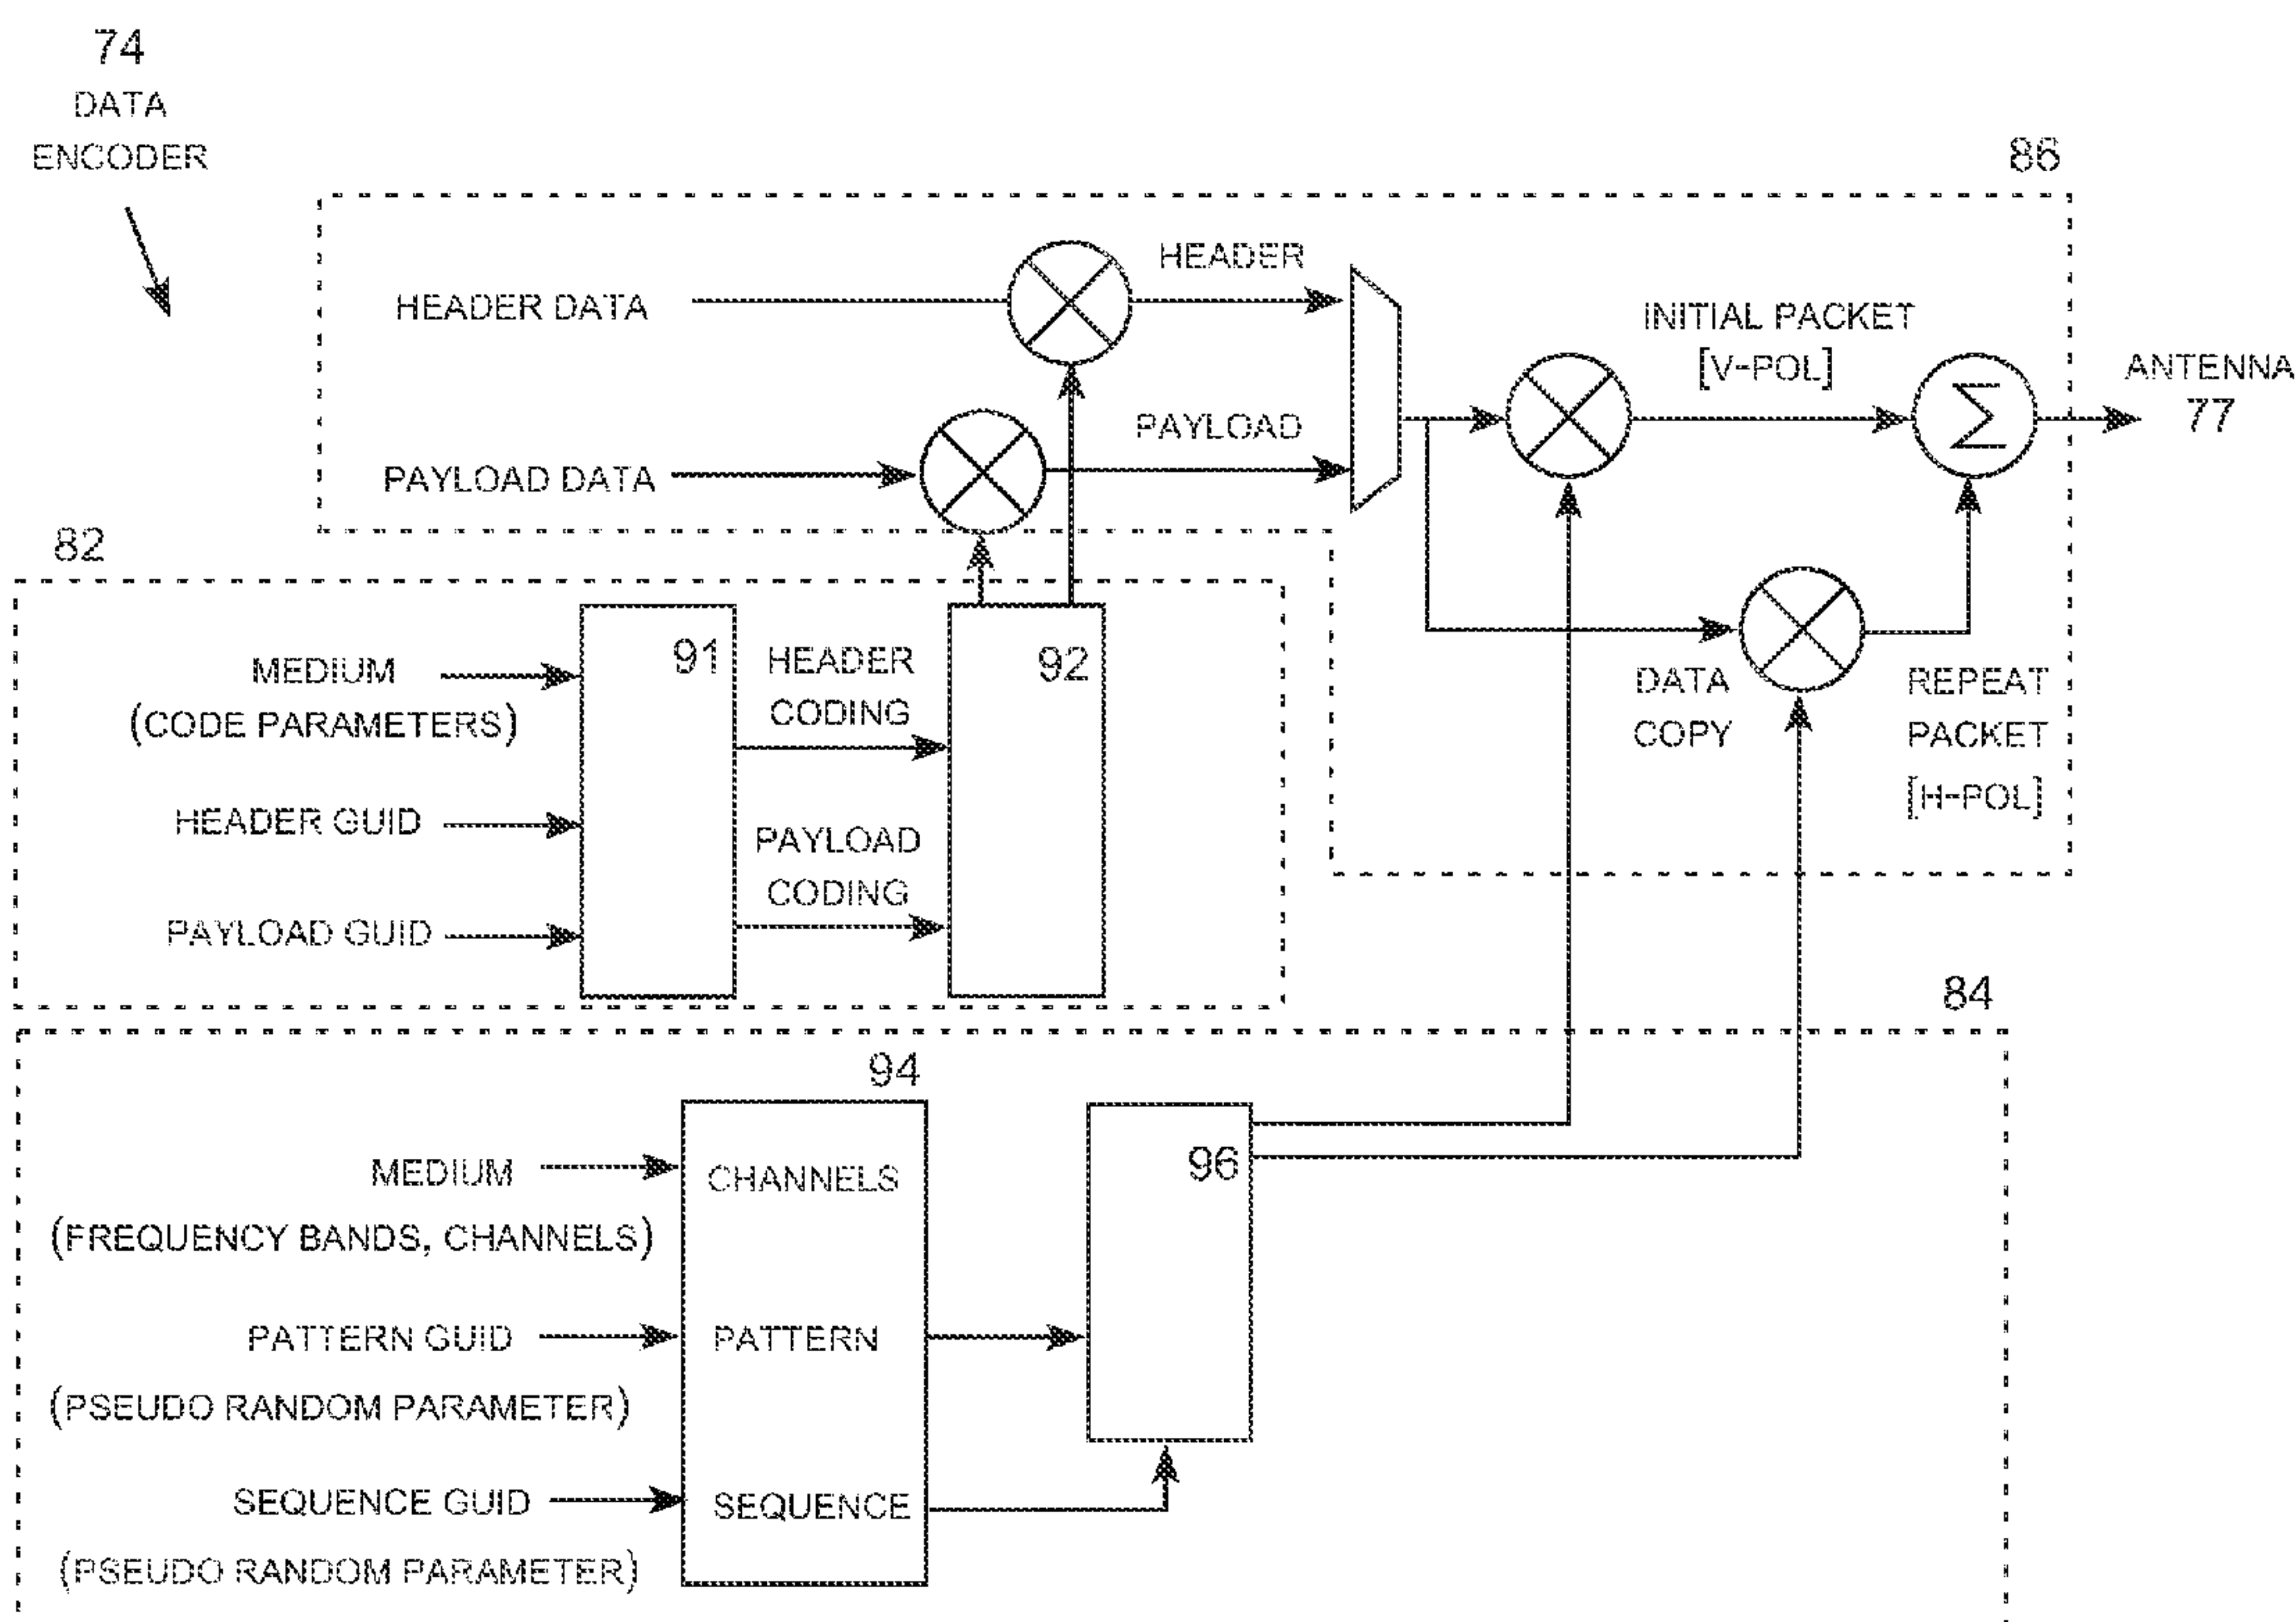 74
DATA
ENCODER
86
HEADER DATA
HEADER
PAYLOAD DATA
PAYLOAD
INITIAL PACKET
[V-POL]
Σ
ANTENNA
77
DATA
COPY
REPEAT
PACKET
[H-POL]
82
MEDIUM
(CODE PARAMETERS)
HEADER GUID
PAYLOAD GUID
91
HEADER
CODING
PAYLOAD
CODING
92
84
94
MEDIUM
(FREQUENCY BANDS, CHANNELS)
PATTERN GUID
(PSEUDO RANDOM PARAMETER)
SEQUENCE GUID
(PSEUDO RANDOM PARAMETER)
CHANNELS
PATTERN
SEQUENCE
96